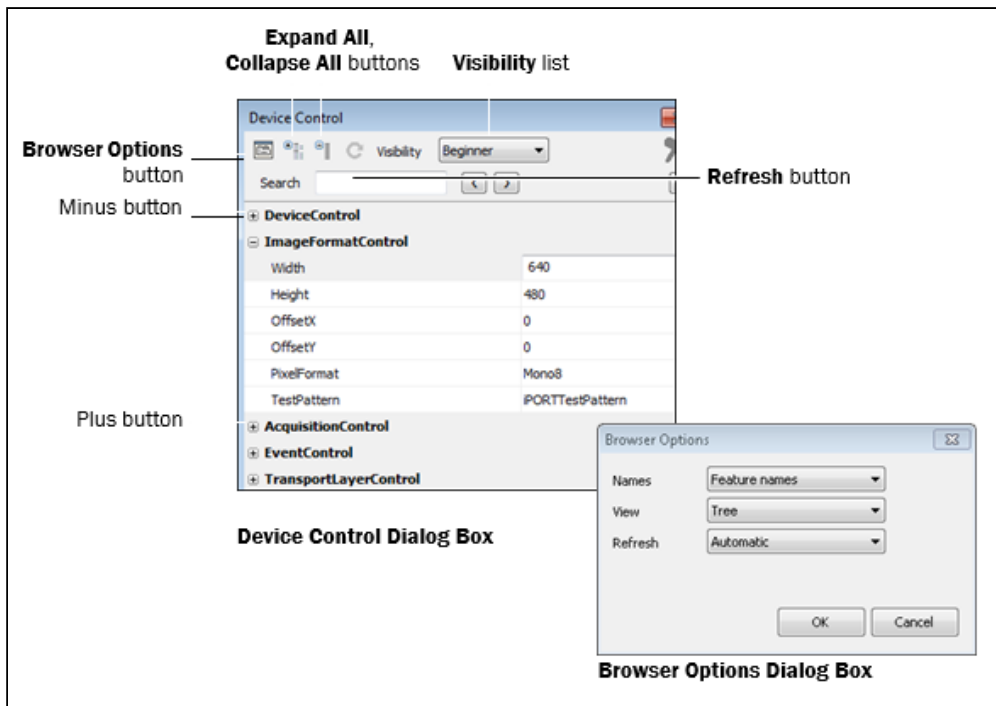 Expand All,
Collapse All buttons
Visibility list
Device Control
Browser Options
button
Visibility
Beginner
Search
Refresh button
Minus button
DeviceControl
ImageFormatControl
Width
640
Height
480
OffsetX
0
OffsetY
0
PixelFormat
Mono8
TestPattern
iPORTTestPattern
Plus button
AcquisitionControl
EventControl
TransportLayerControl
Device Control Dialog Box
Browser Options
Names
Feature names
View
Tree
Refresh
Automatic
OK
Cancel
Browser Options Dialog Box